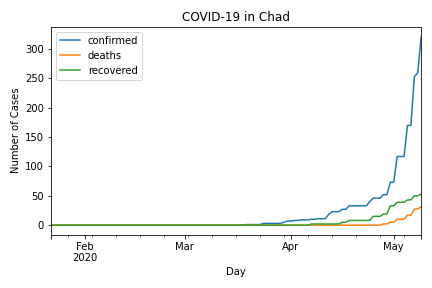 COVID-19 in Chad
confirmed
deaths
recovered
Number of Cases
300
250
200
150
100
50
0
Feb
2020
Mar
Apr
May
Day